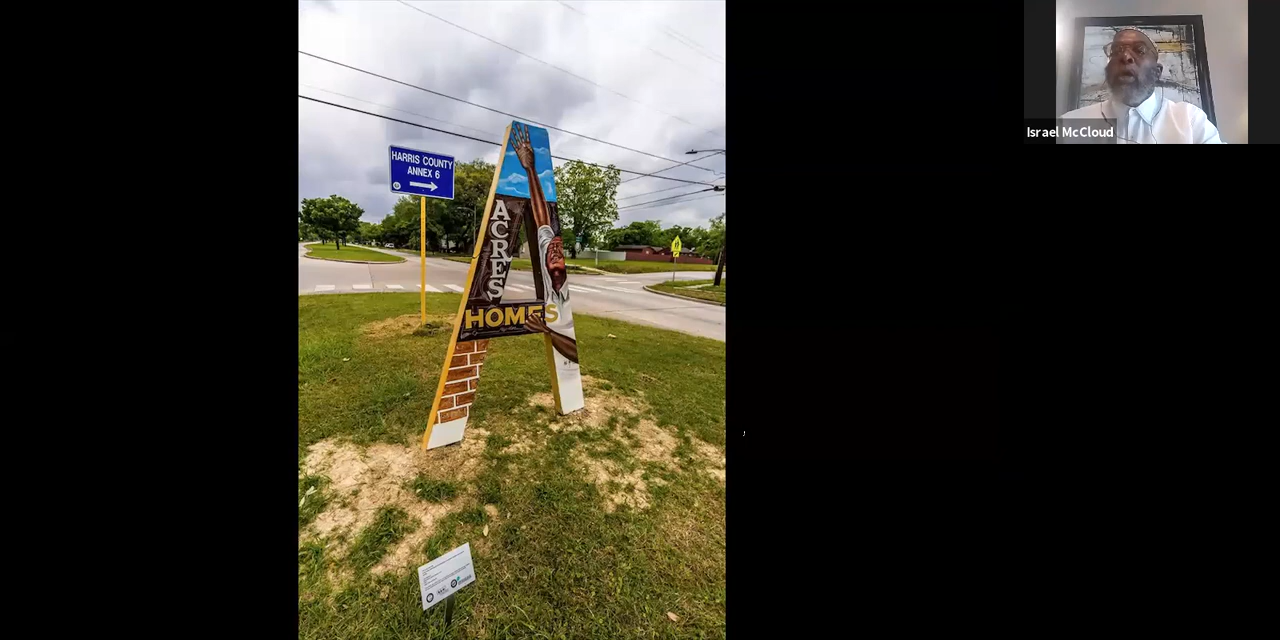 HARRIS COUNTY
ANNEX 6
ACRES
HOMES
Israel McCloud